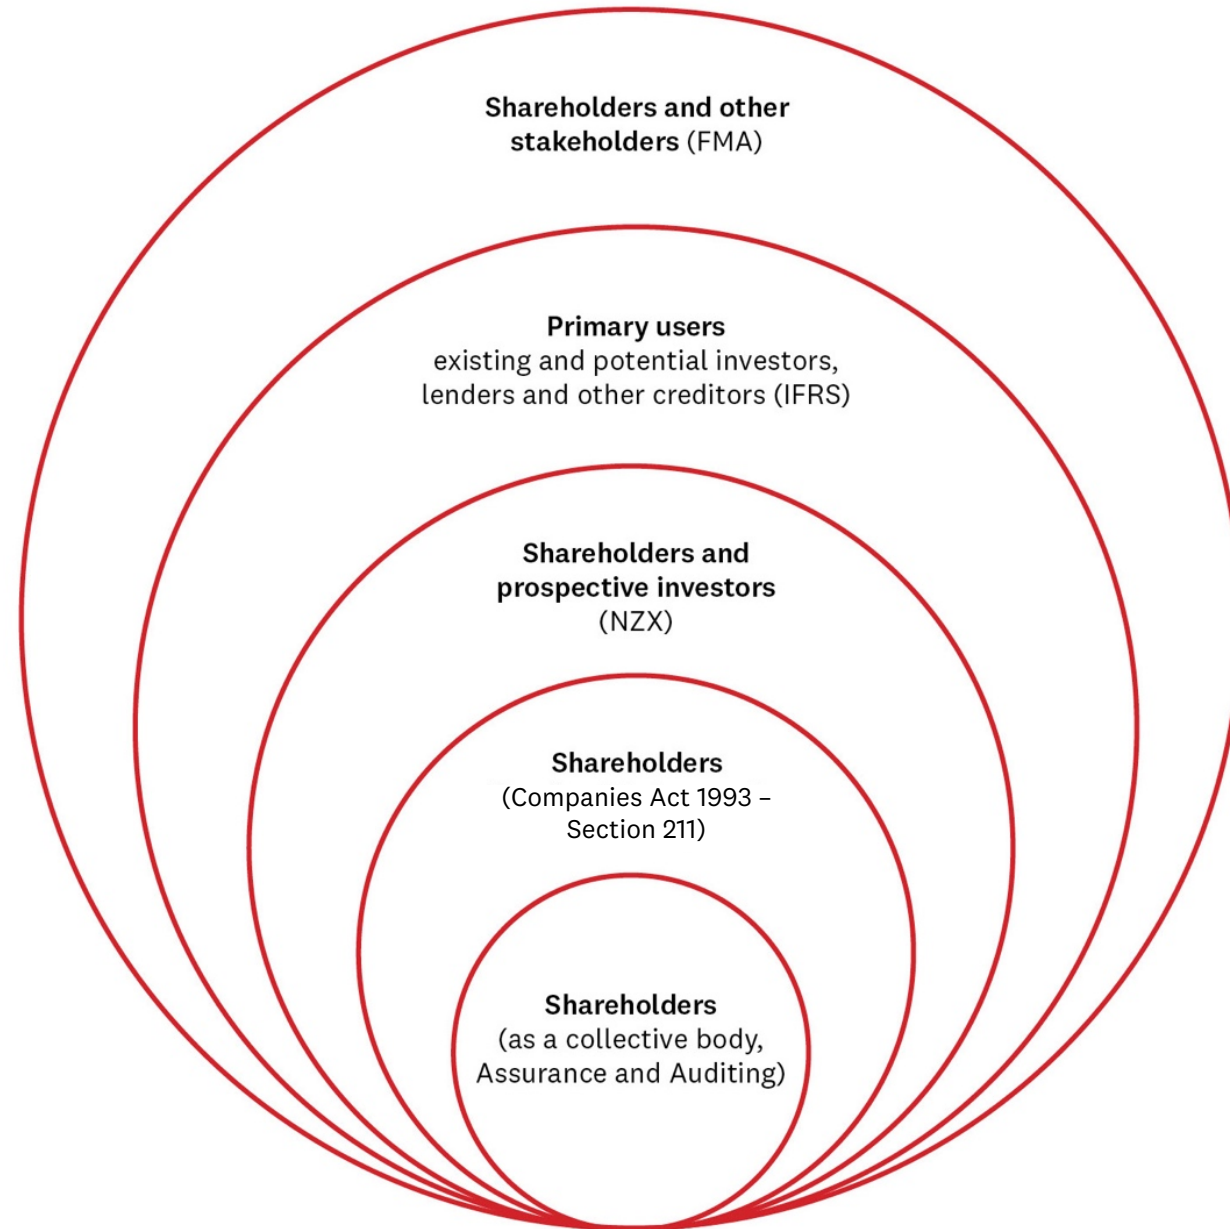 Shareholders and other
stakeholders (FMA)
Primary users
existing and potential investors,
lenders and other creditors (IFRS)
Shareholders and
prospective investors
(NZX)
Shareholders
(Companies Act 1993 –
Section 211)
Shareholders
(as a collective body,
Assurance and Auditing)